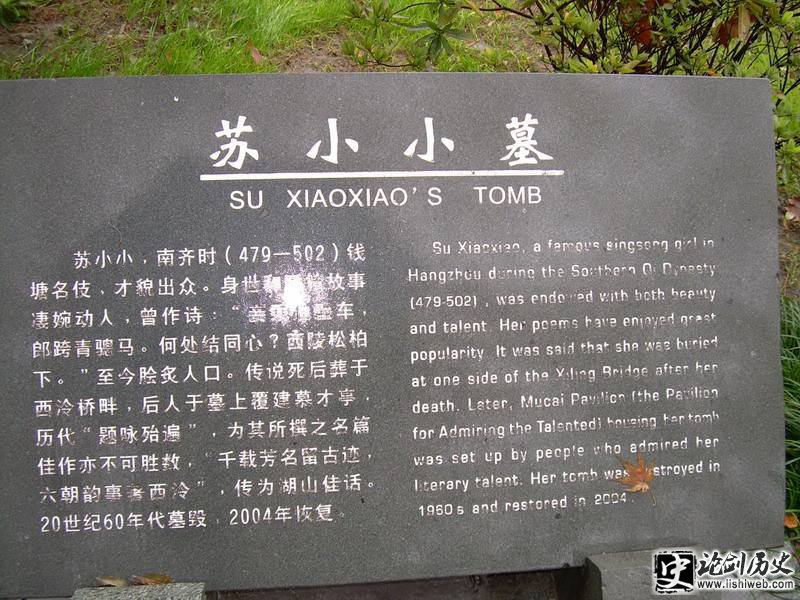 苏小小墓
SU XIAOXIAO'S TOMB
苏小小，南齐时（479—502）钱
塘名伎、才貌出众。身世和 故事
凄婉动人，曾作诗：“ 车，
郎跨青骢马。何处结同心？西陵松柏
下。”至今脍炙人口。传说死后葬于
西泠桥畔，后人于墓上覆建慕才亭，
历代“题咏殆遍”，为其所撰之名篇
佳作亦不可胜数，“千载芳名留古迹，
六朝韵事著西泠”，传为湖山佳话。
20世纪60年代墓毁，2004年恢复。
Su Xiaoxiao, a famous singsong girl in
Hangzhou during the Southern Qi Dynasty
(479-502), was endowed with both beauty
and talent. Her poems have enjoyed great
popularity. It was said that she was buried
at one side of the Xiling Bridge after her
death. Later, Mucai Pavilion (the Pavilion
for Admiring the Talented) housing her tomb
was set up by people who admired her
literary talent. Her tomb was destroyed in
1960s and restored in 2004.
史 论剑历史
www.lishiweb.com